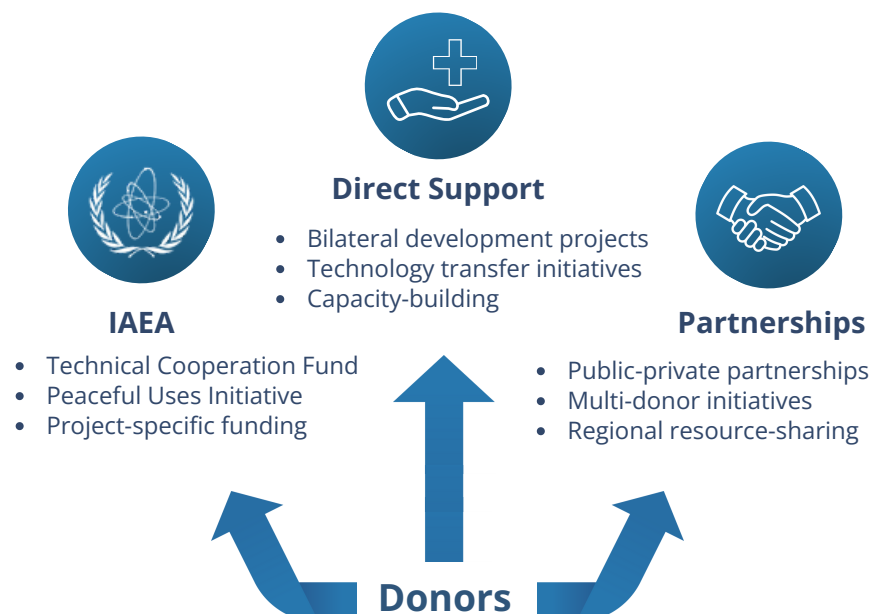 Direct Support
• Bilateral development projects
• Technology transfer initiatives
• Capacity-building
IAEA
• Technical Cooperation Fund
• Peaceful Uses Initiative
• Project-specific funding
Partnerships
• Public-private partnerships
• Multi-donor initiatives
• Regional resource-sharing
Donors